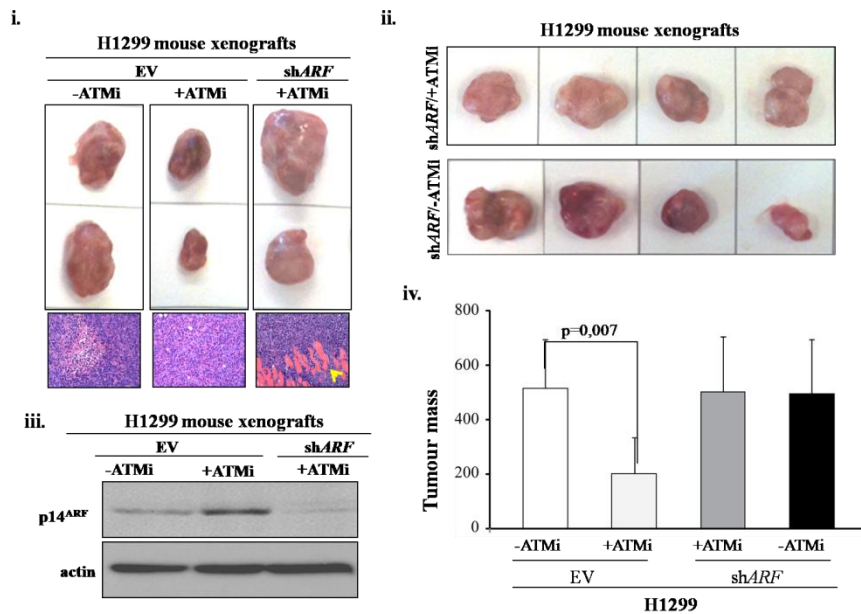 i.
H1299 mouse xenografts
EV shARF
-ATMi +ATMi +ATMi
ii.
H1299 mouse xenografts
shARF/+ATMi
shARF/-ATMi
iii.
H1299 mouse xenografts
EV shARF
-ATMi +ATMi +ATMi
p14ARF
actin
iv.
800
600
400
200
0
Tumour mass
p=0,007
-ATMi +ATMi +ATMi -ATMi
EV shARF
H1299